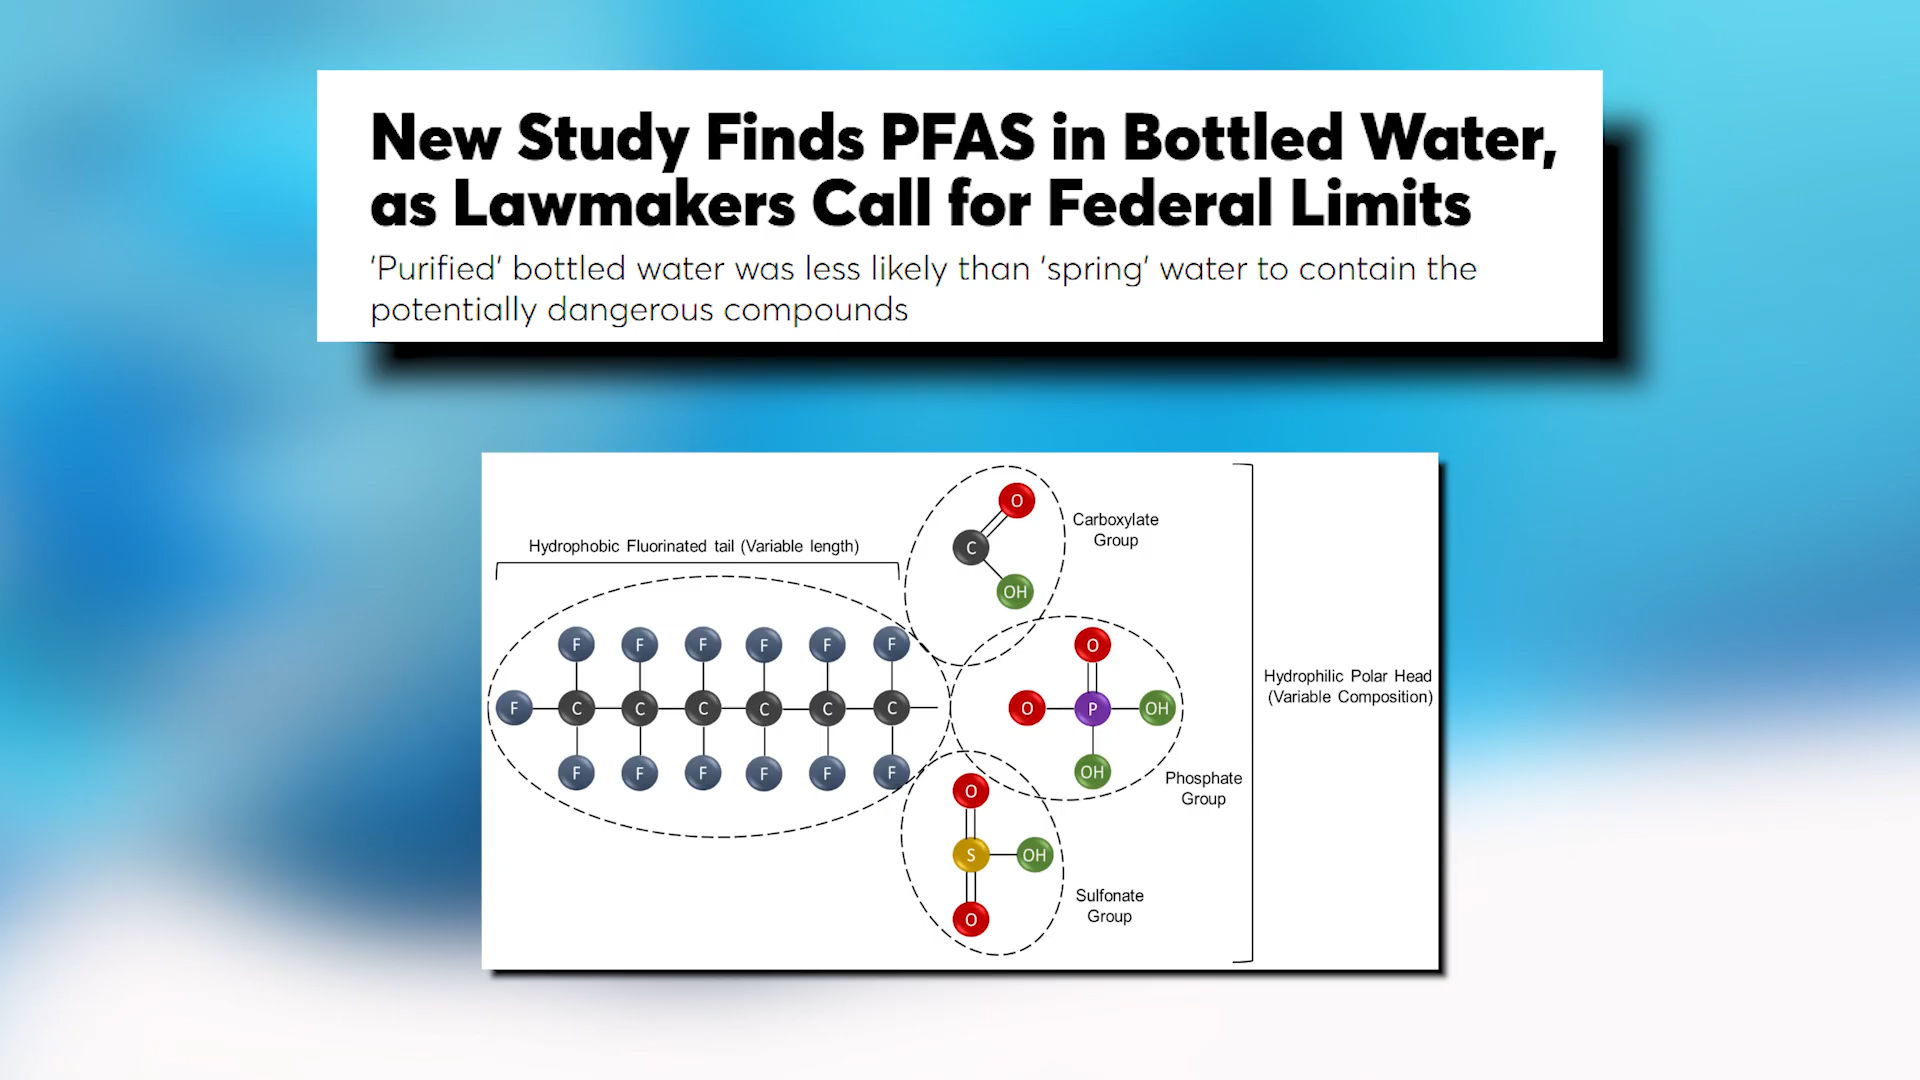 New Study Finds PFAS in Bottled Water,
as Lawmakers Call for Federal Limits
'Purified' bottled water was less likely than 'spring' water to contain the
potentially dangerous compounds
Hydrophobic Fluorinated tail (Variable length)
F F F F F F
F C C C C C C
F F F F F F
O
C
OH
Carboxylate
Group
O
O P OH
OH
Phosphate
Group
O
S OH
O
Sulfonate
Group
Hydrophilic Polar Head
(Variable Composition)